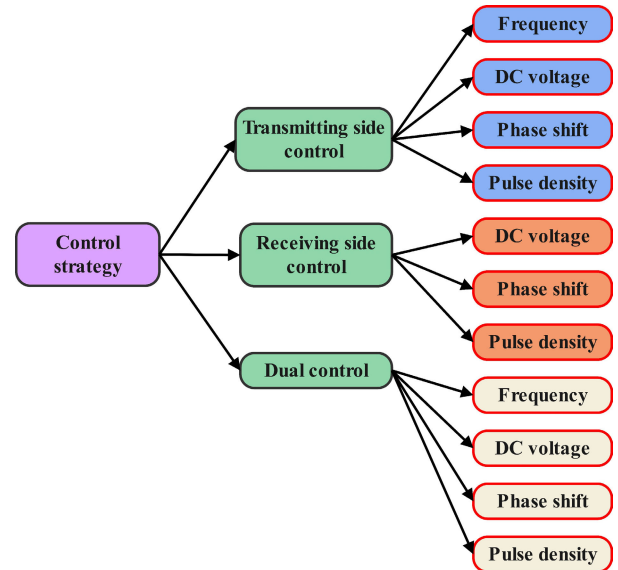 Control
strategy
Transmitting side
control
Frequency
DC voltage
Phase shift
Pulse density
Receiving side
control
DC voltage
Phase shift
Pulse density
Dual control
Frequency
DC voltage
Phase shift
Pulse density